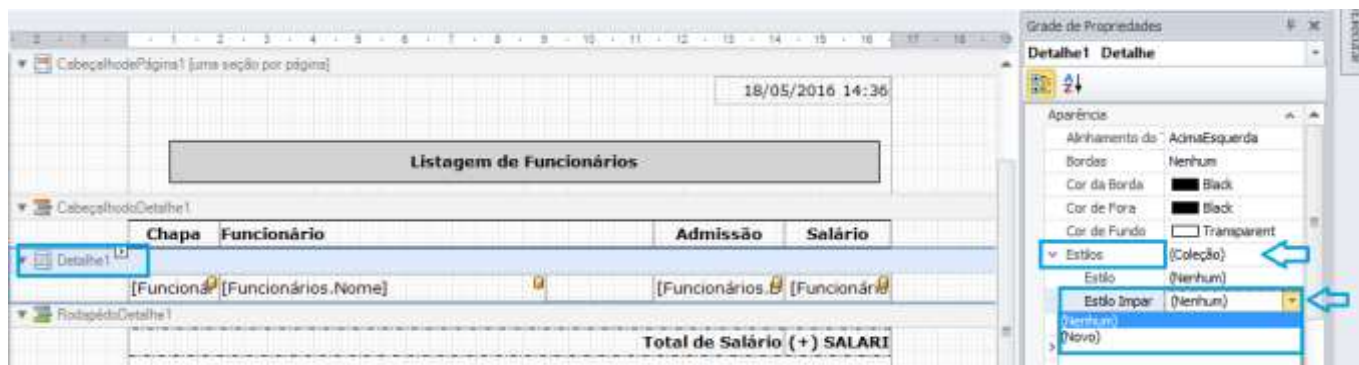 Grade de Propriedades
Detalhe1 Detalhe
CabeçalhodePágina1 [uma seção por página]
18/05/2016 14:36
Listagem de Funcionários
CabeçalhodoDetalhe1
Chapa Funcionário Admissão Salário
Detalhe1
[Funcioná [Funcionários.Nome] [Funcionários. [Funcionári
RodapédoDetalhe1
Total de Salário (+) SALARI
Aparência
Alinhamento do AcimaEsquerda
Bordas Nenhum
Cor da Borda Black
Cor de Fora Black
Cor de Fundo Transparent
Estilos (Coleção)
Estilo (Nenhum)
Estilo Impar (Nenhum)
(Nenhum)
(Novo)